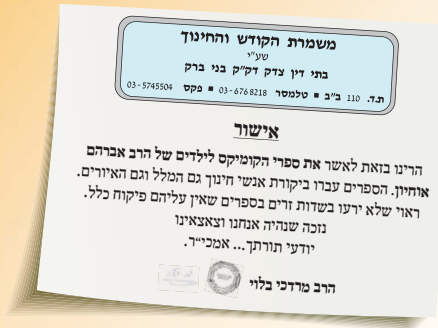 משמרת הקודש והחינוך
שע"י
בתי דין צדק דק"ק בני ברק
ת.ד. 110 ב"ב ■ טלמסר 03-6768218 ■ פקס 03-5745504
אישור
הרינו בזאת לאשר את ספרי הקומיקס לילדים של הרב אברהם
אוחיון. הספרים עברו ביקורת אנשי חינוך גם המלל וגם האיורים.
ראוי שלא ירעו בשדות זרים בספרים שאין עליהם פיקוח כלל.
נזכה שנהיה אנחנו וצאצאינו
יודעי תורתך... אמכי"ר.
הרב מרדכי בלוי